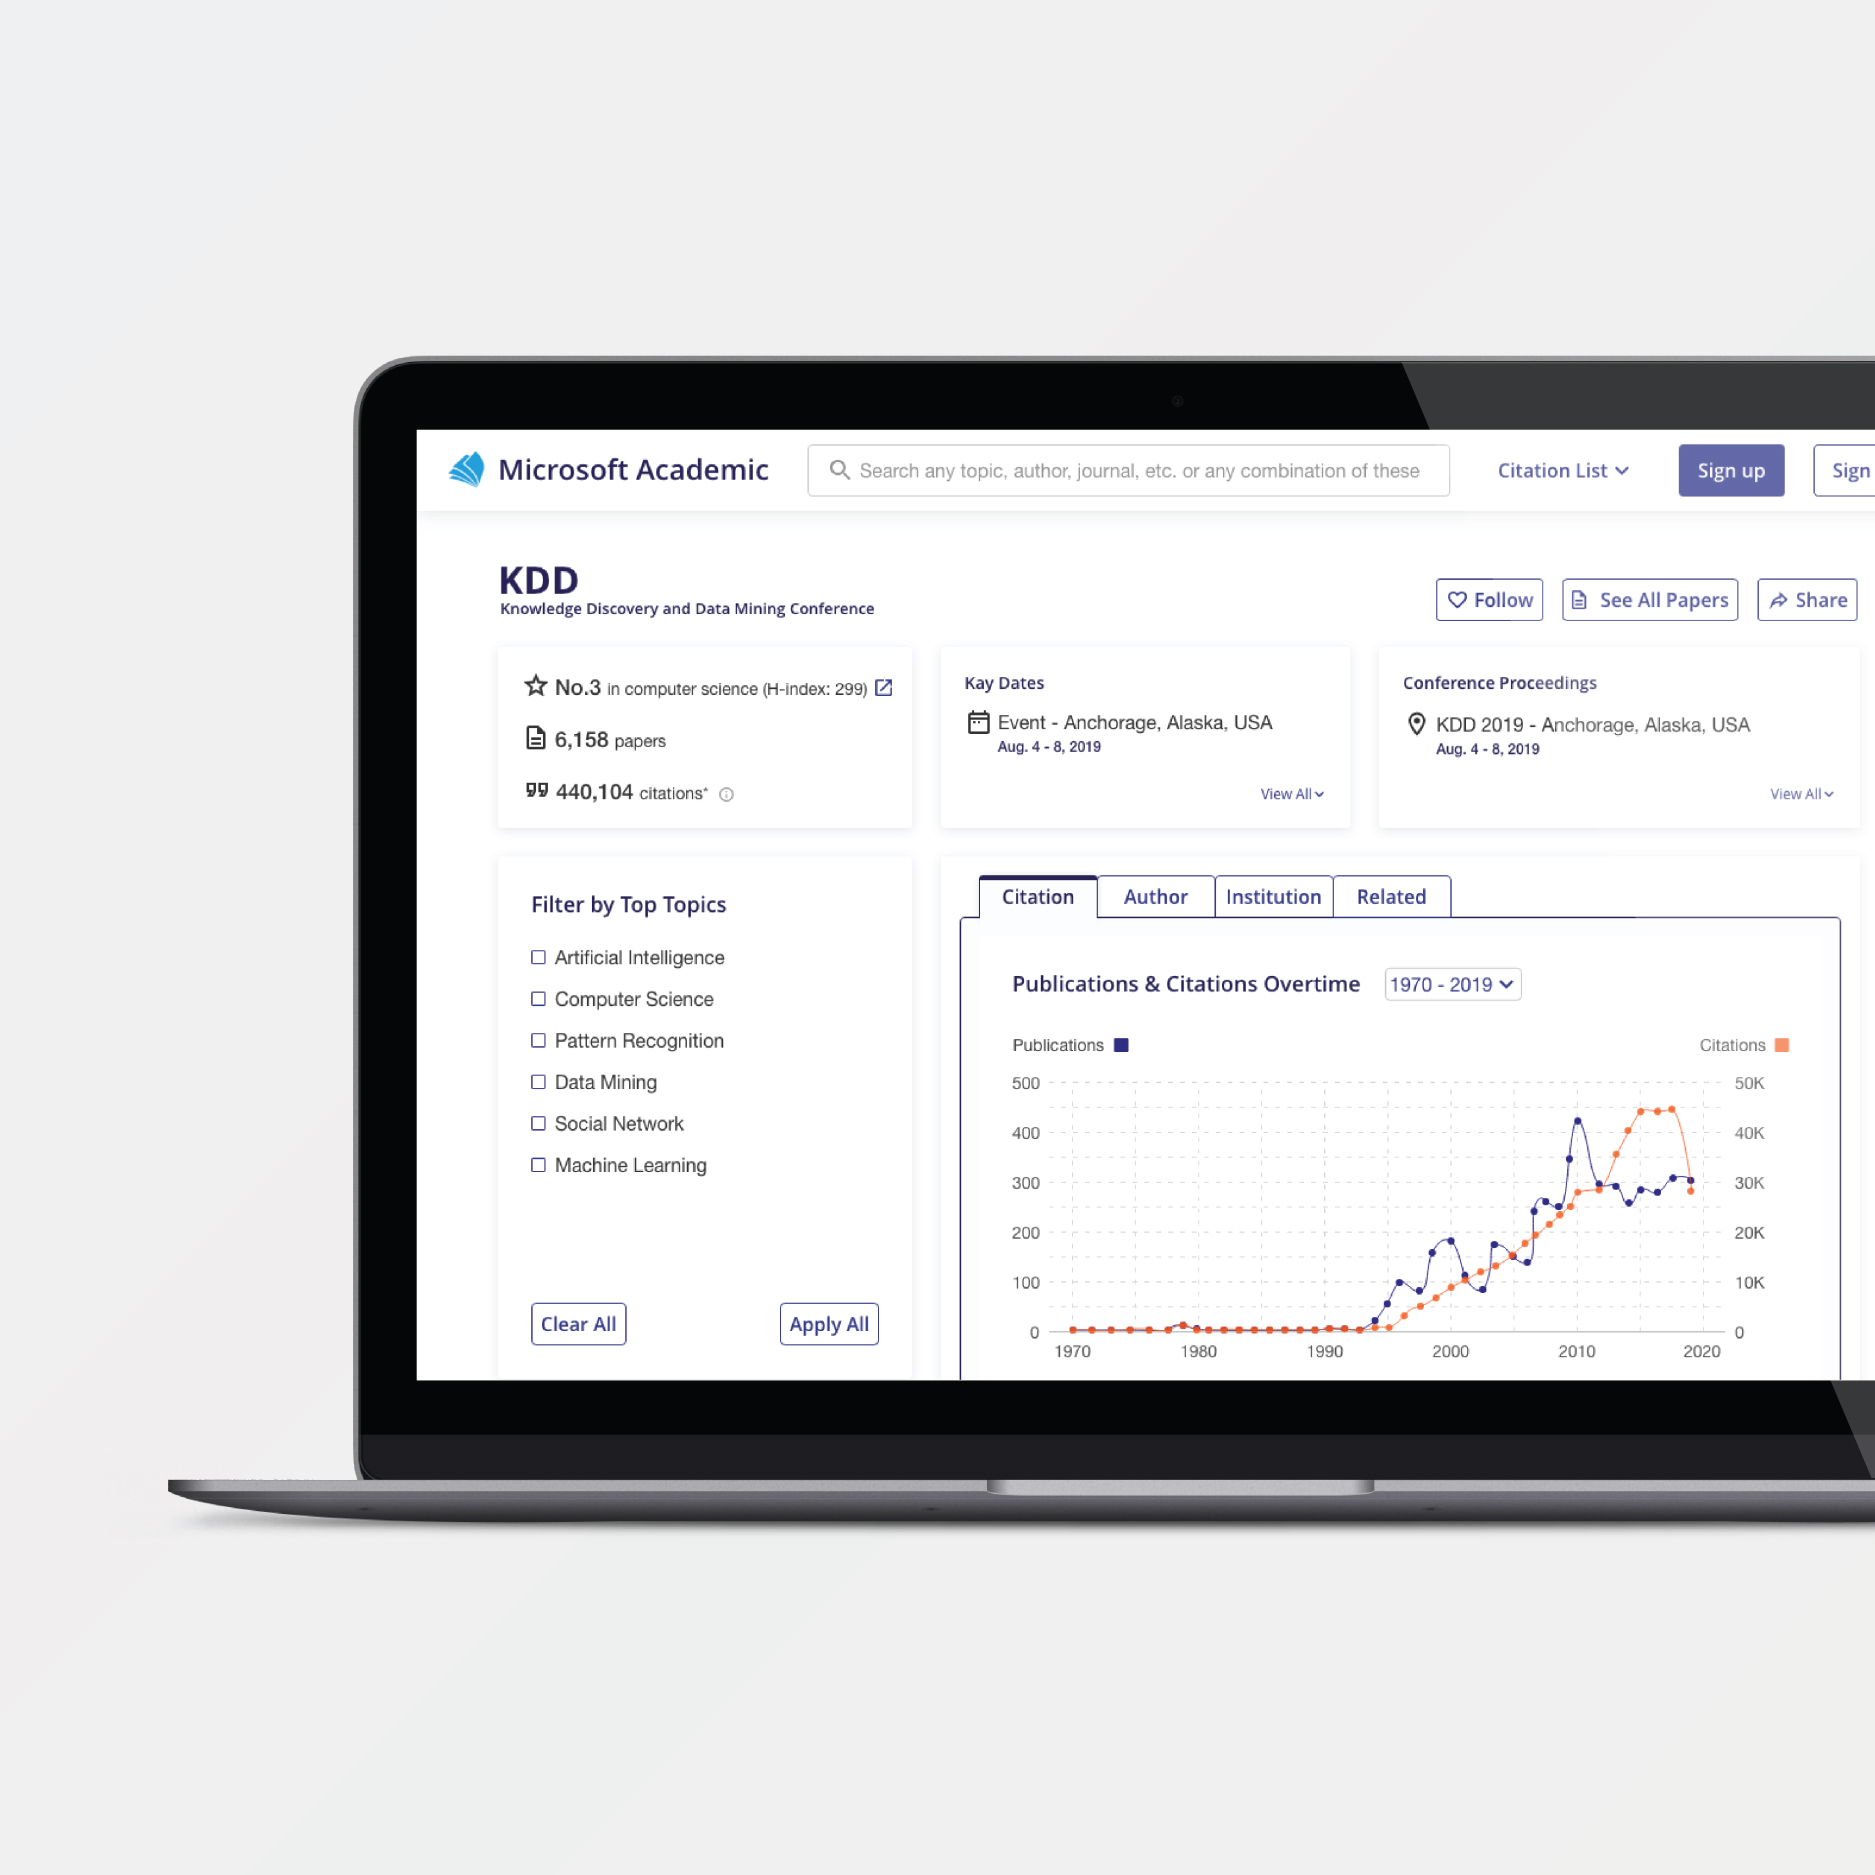 Microsoft Academic
Search any topic, author, journal, etc. or any combination of these
Citation List
Sign up
Sign
KDD
Knowledge Discovery and Data Mining Conference
Follow
See All Papers
Share
No.3 in computer science (H-index: 299)
6,158 papers
440,104 citations*
Kay Dates
Event - Anchorage, Alaska, USA
Aug. 4 - 8, 2019
View All
Conference Proceedings
KDD 2019 - Anchorage, Alaska, USA
Aug. 4 - 8, 2019
View All
Filter by Top Topics
Artificial Intelligence
Computer Science
Pattern Recognition
Data Mining
Social Network
Machine Learning
Clear All
Apply All
Citation
Author
Institution
Related
Publications & Citations Overtime
1970 - 2019
Publications
Citations
500
400
300
200
100
0
50K
40K
30K
20K
10K
0
1970
1980
1990
2000
2010
2020